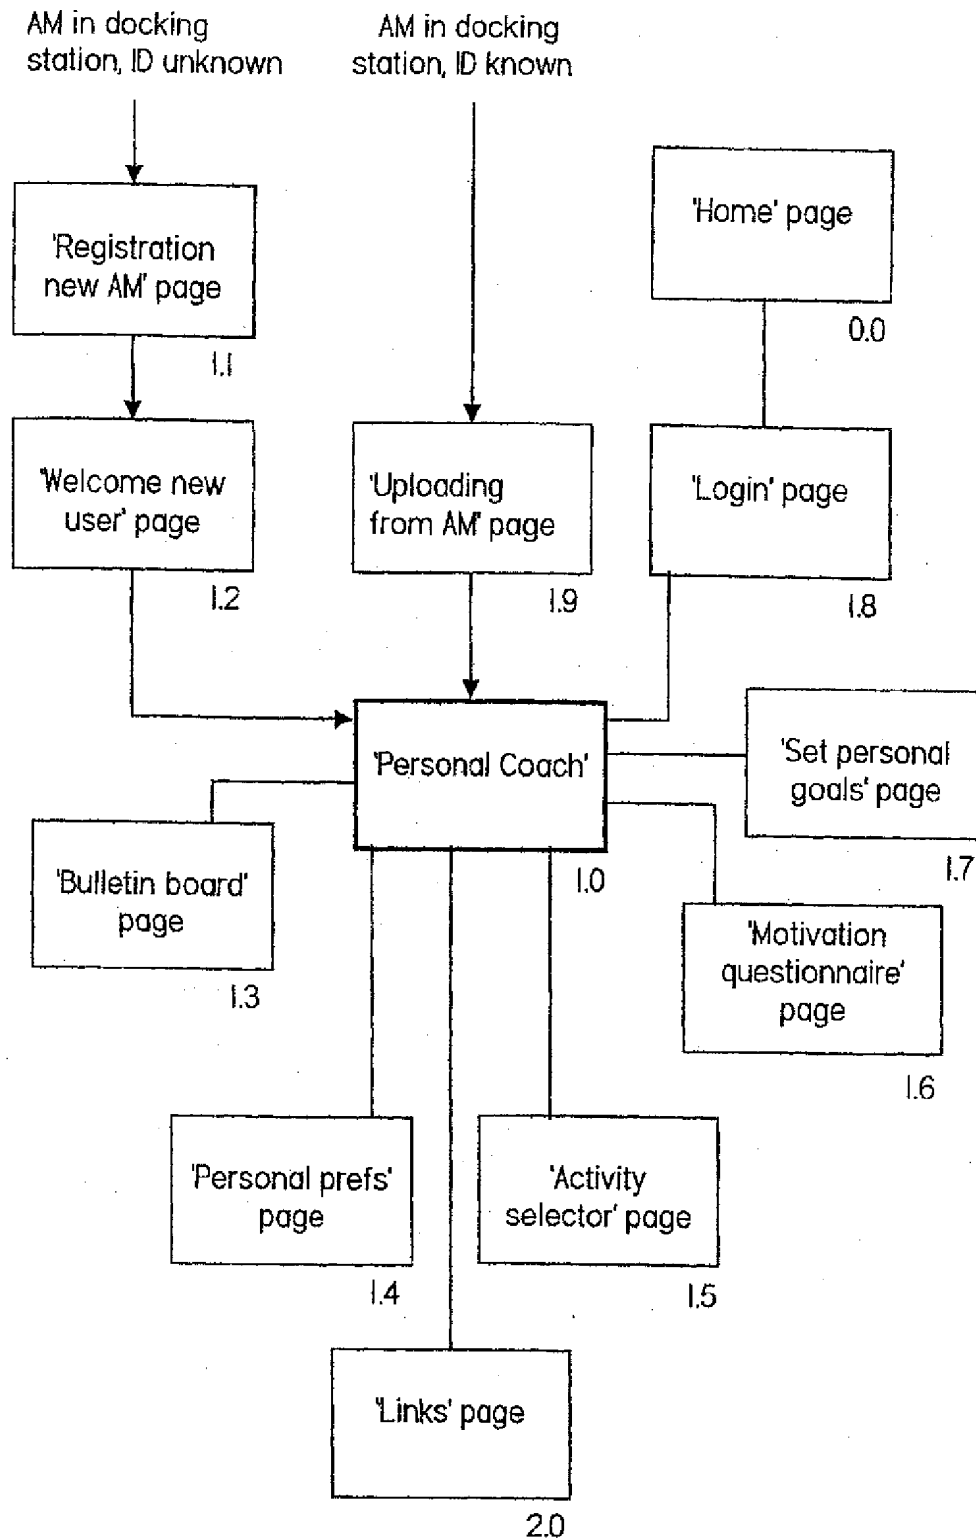 AM in docking
station, ID unknown
AM in docking
station, ID known
'Registration
new AM' page
1.1
'Home' page
0.0
'Welcome new
user' page
1.2
'Uploading
from AM' page
1.9
'Login' page
1.8
'Personal Coach'
1.0
'Set personal
goals' page
1.7
'Bulletin board'
page
1.3
'Motivation
questionnaire'
page
1.6
'Personal prefs'
page
1.4
'Activity
selector' page
1.5
'Links' page
2.0